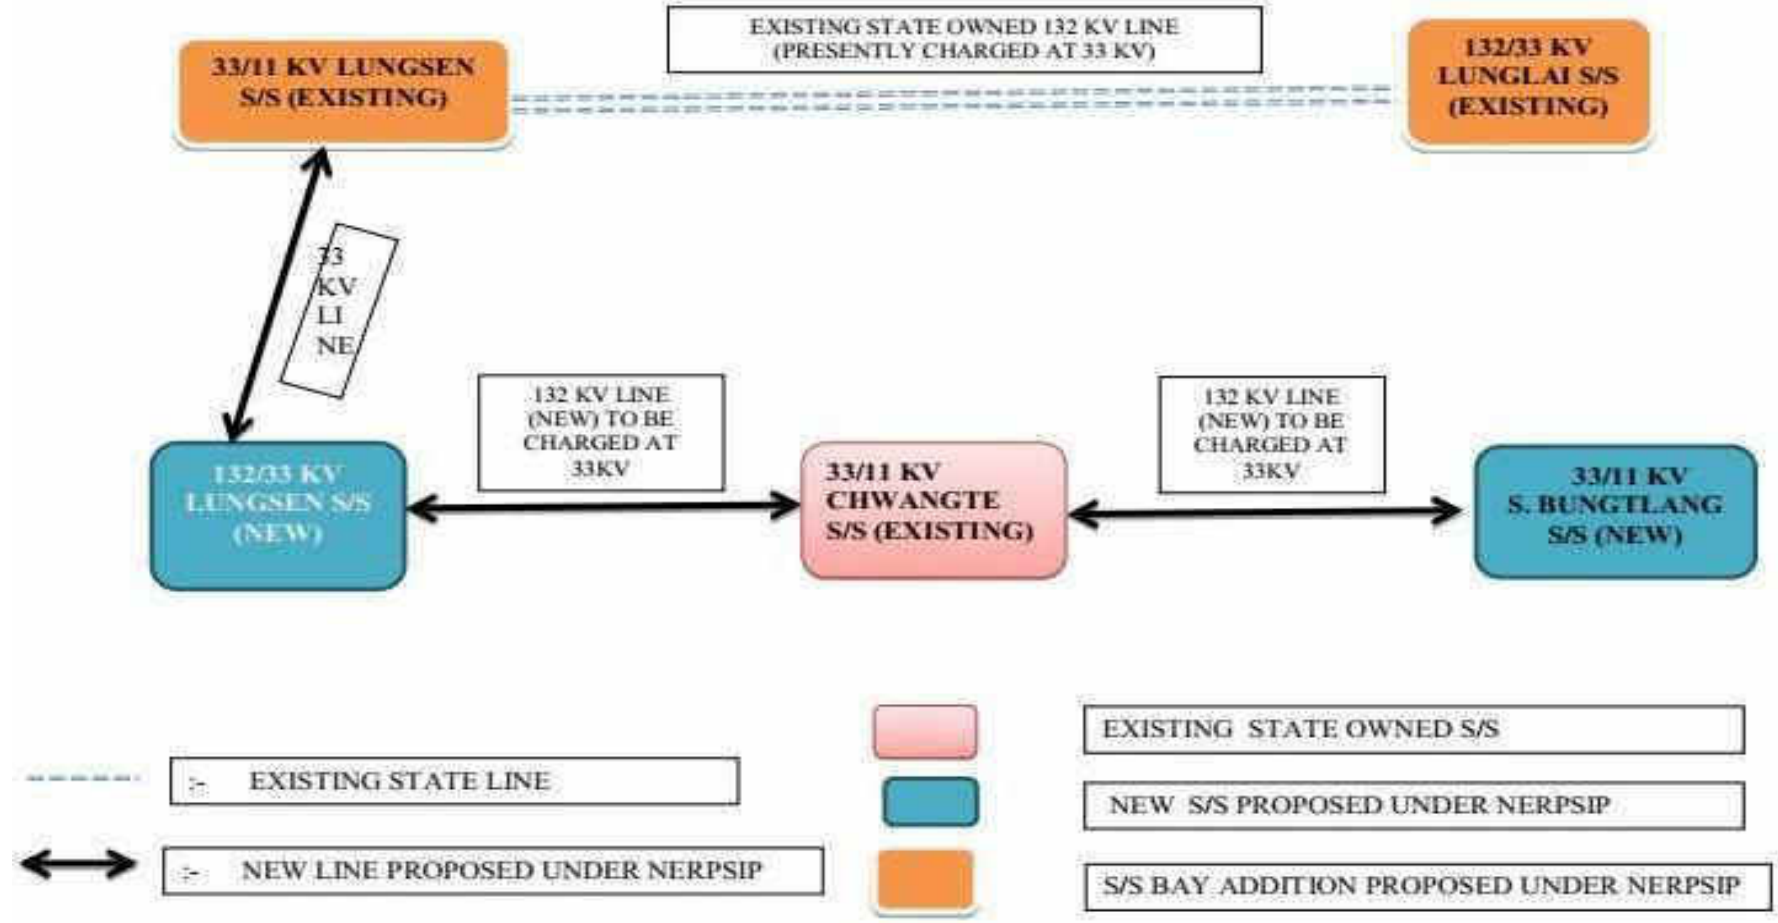 EXISTING STATE OWNED 132 KV LINE
(PRESENTLY CHARGED AT 33 KV)
33/11 KV LUNGSEN
S/S (EXISTING)
132/33 KV
LUNGLAI S/S
(EXISTING)
33
KV
LI
NE
132 KV LINE
(NEW) TO BE
CHARGED AT
33KV
132 KV LINE
(NEW) TO BE
CHARGED AT
33KV
132/33 KV
LUNGSEN S/S
(NEW)
33/11 KV
CHWANGTE
S/S (EXISTING)
33/11 KV
S. BUNGTLANG
S/S (NEW)
EXISTING STATE OWNED S/S
:- EXISTING STATE LINE
NEW S/S PROPOSED UNDER NERPSIP
:- NEW LINE PROPOSED UNDER NERPSIP
S/S BAY ADDITION PROPOSED UNDER NERPSIP